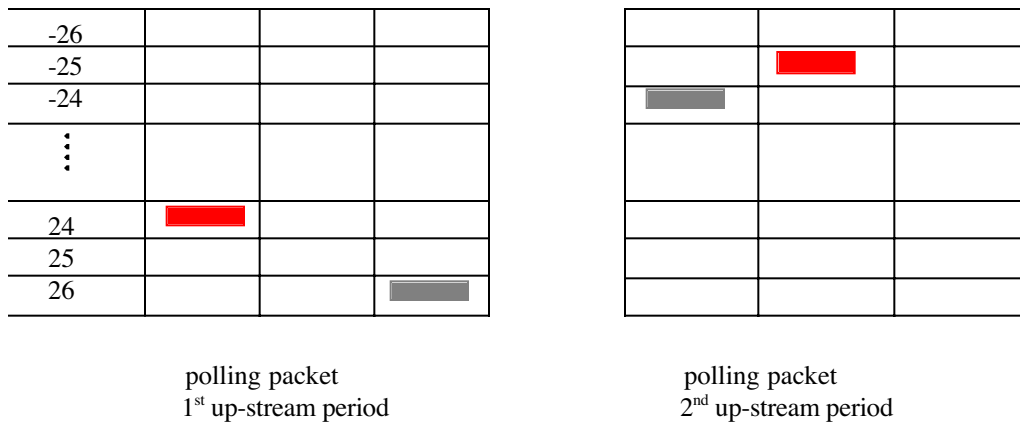 -26
-25
-24
24
25
26
polling packet
1st up-stream period
polling packet
2nd up-stream period